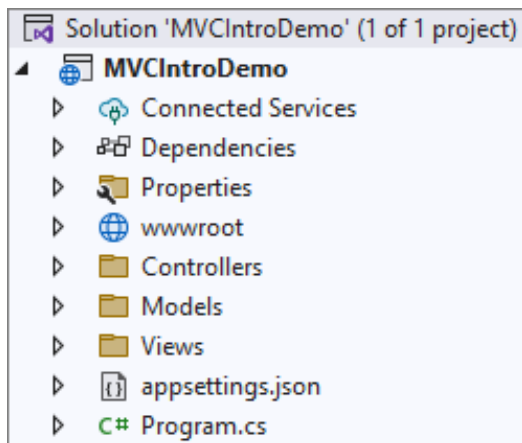 Solution 'MVCIntroDemo' (1 of 1 project)
MVCIntroDemo
Connected Services
Dependencies
Properties
wwwroot
Controllers
Models
Views
appsettings.json
C# Program.cs